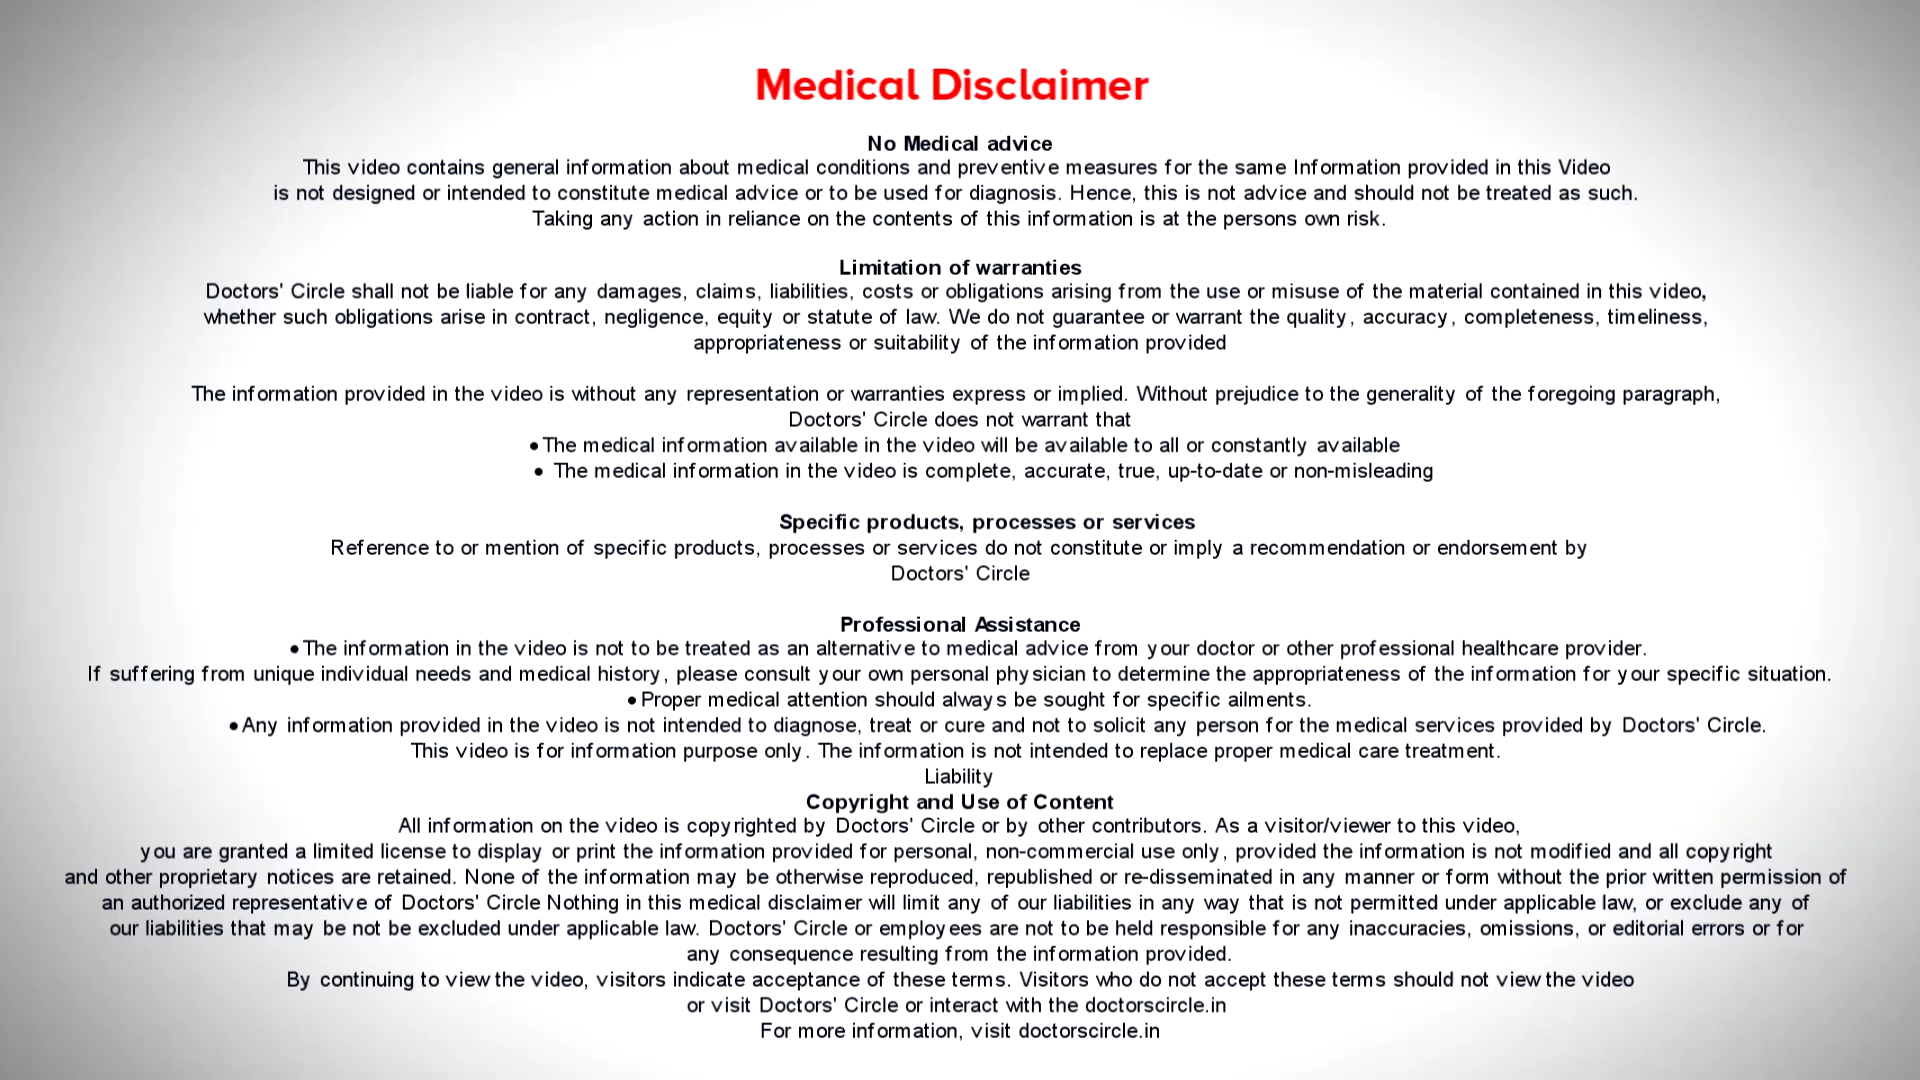 Medical Disclaimer
No Medical advice
This video contains general information about medical conditions and preventive measures for the same Information provided in this Video
is not designed or intended to constitute medical advice or to be used for diagnosis. Hence, this is not advice and should not be treated as such.
Taking any action in reliance on the contents of this information is at the persons own risk.
Limitation of warranties
Doctors' Circle shall not be liable for any damages, claims, liabilities, costs or obligations arising from the use or misuse of the material contained in this video,
whether such obligations arise in contract, negligence, equity or statute of law. We do not guarantee or warrant the quality, accuracy, completeness, timeliness,
appropriateness or suitability of the information provided
The information provided in the video is without any representation or warranties express or implied. Without prejudice to the generality of the foregoing paragraph,
Doctors' Circle does not warrant that
• The medical information available in the video will be available to all or constantly available
• The medical information in the video is complete, accurate, true, up-to-date or non-misleading
Specific products, processes or services
Reference to or mention of specific products, processes or services do not constitute or imply a recommendation or endorsement by
Doctors' Circle
Professional Assistance
• The information in the video is not to be treated as an alternative to medical advice from your doctor or other professional healthcare provider.
If suffering from unique individual needs and medical history, please consult your own personal physician to determine the appropriateness of the information for your specific situation.
• Proper medical attention should always be sought for specific ailments.
• Any information provided in the video is not intended to diagnose, treat or cure and not to solicit any person for the medical services provided by Doctors' Circle.
This video is for information purpose only. The information is not intended to replace proper medical care treatment.
Liability
Copyright and Use of Content
All information on the video is copyrighted by Doctors' Circle or by other contributors. As a visitor/viewer to this video,
you are granted a limited license to display or print the information provided for personal, non-commercial use only, provided the information is not modified and all copyright
and other proprietary notices are retained. None of the information may be otherwise reproduced, republished or re-disseminated in any manner or form without the prior written permission of
an authorized representative of Doctors' Circle Nothing in this medical disclaimer will limit any of our liabilities in any way that is not permitted under applicable law, or exclude any of
our liabilities that may be not be excluded under applicable law. Doctors' Circle or employees are not to be held responsible for any inaccuracies, omissions, or editorial errors or for
any consequence resulting from the information provided.
By continuing to view the video, visitors indicate acceptance of these terms. Visitors who do not accept these terms should not view the video
or visit Doctors' Circle or interact with the doctorscircle.in
For more information, visit doctorscircle.in